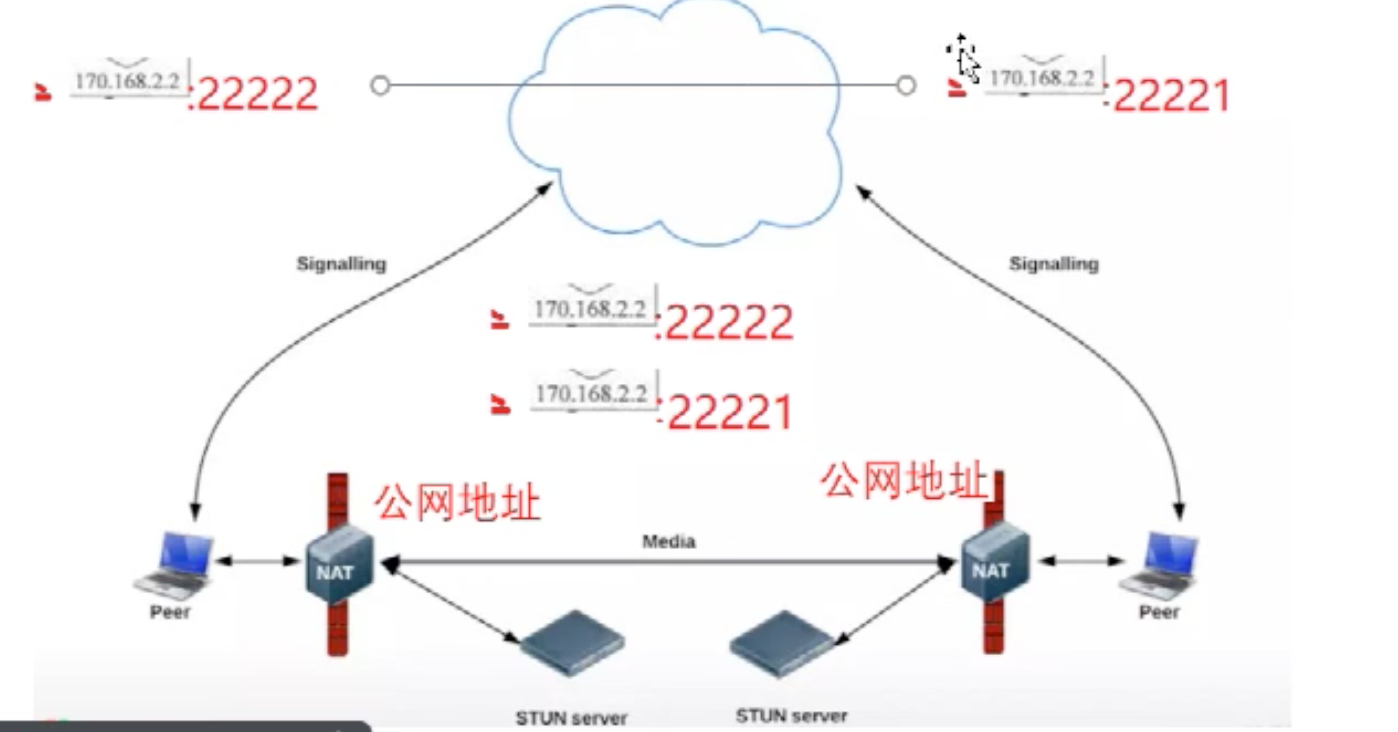 170.168.2.2:22222
170.168.2.2:22221
Signalling
Signalling
170.168.2.2:22222
170.168.2.2:22221
公网地址
公网地址
Media
NAT
NAT
Peer
Peer
STUN server
STUN server